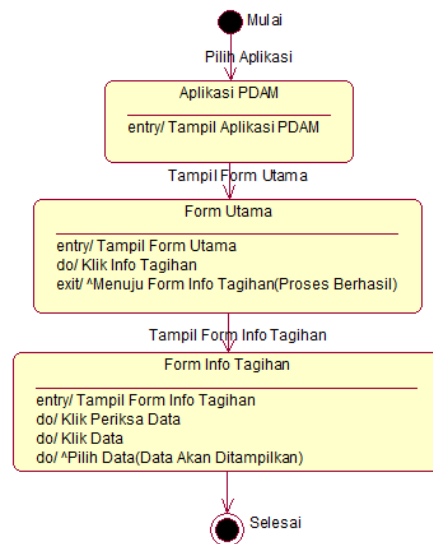 Mulai
Pilih Aplikasi
Aplikasi PDAM
entry/ Tampil Aplikasi PDAM
Tampil Form Utama
Form Utama
entry/ Tampil Form Utama
do/ Klik Info Tagihan
exit/ ^Menuju Form Info Tagihan(Proses Berhasil)
Tampil Form Info Tagihan
Form Info Tagihan
entry/ Tampil Form Info Tagihan
do/ Klik Periksa Data
do/ Klik Data
do/ ^Pilih Data(Data Akan Ditampilkan)
Selesai